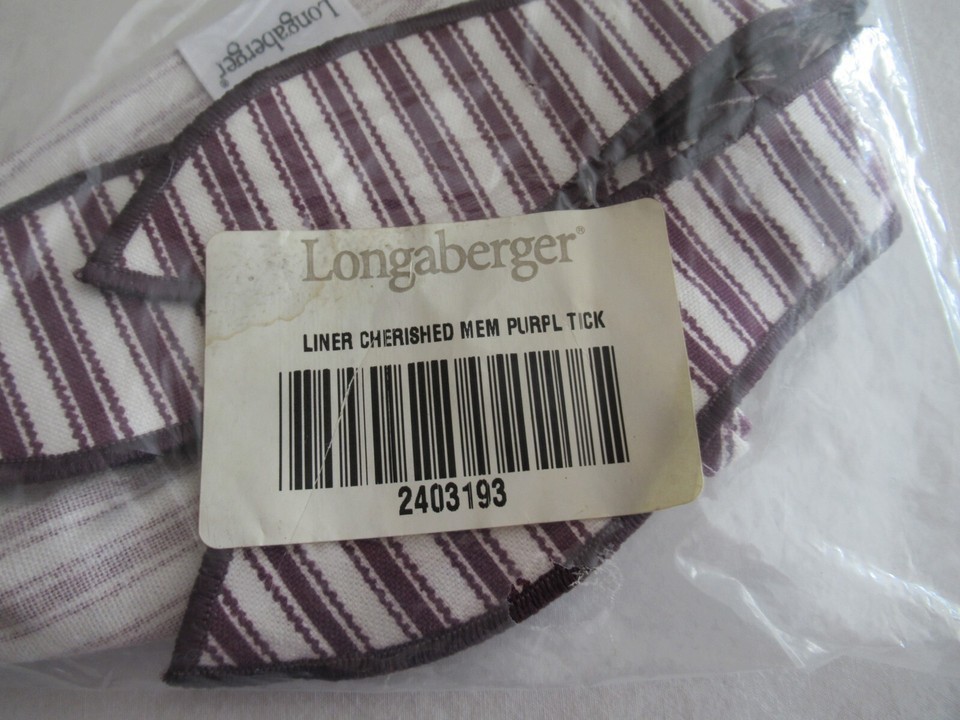 Longaberger®
Longaberger®
LINER CHERISHED MEM PURPL TICK
2403193